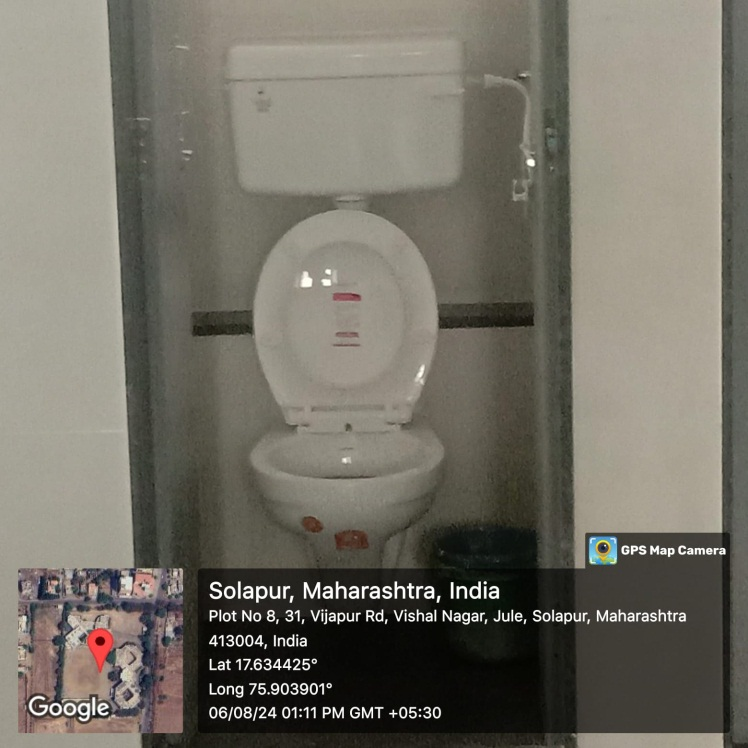 GPS Map Camera
Solapur, Maharashtra, India
Plot No 8, 31, Vijapur Rd, Vishal Nagar, Jule, Solapur, Maharashtra
413004, India
Lat 17.634425°
Long 75.903901°
06/08/24 01:11 PM GMT +05:30
Google